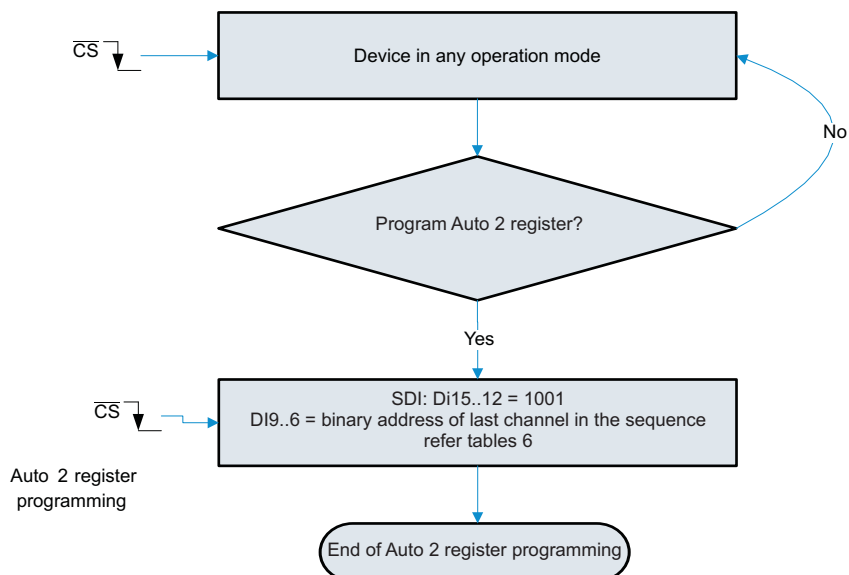 CS
Device in any operation mode
No
Program Auto 2 register?
Yes
CS
SDI: Di15..12 = 1001
DI9..6 = binary address of last channel in the sequence
refer tables 6
Auto 2 register
programming
End of Auto 2 register programming